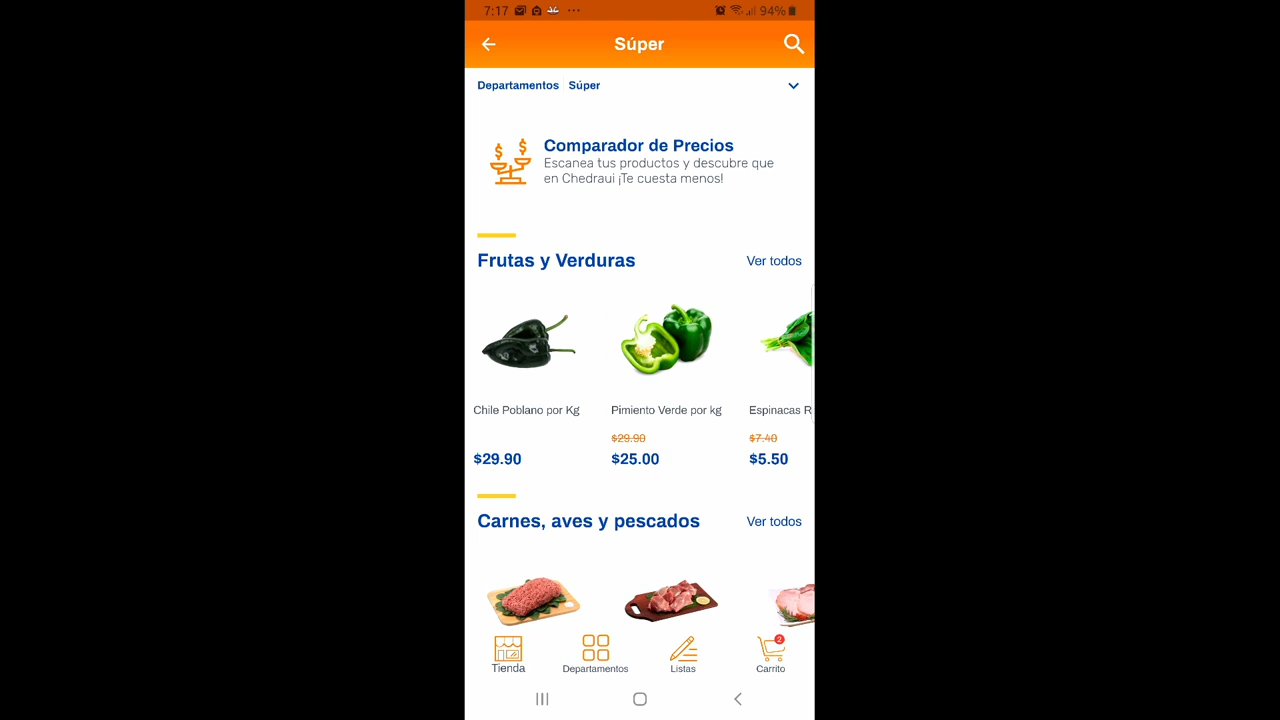 7:17
94%
Súper
Departamentos Súper
Comparador de Precios
Escanea tus productos y descubre que
en Chedraui ¡Te cuesta menos!
Frutas y Verduras
Ver todos
Chile Poblano por Kg
Pimiento Verde por kg
Espinacas R
$29.90
$7.40
$29.90
$25.00
$5.50
Carnes, aves y pescados
Ver todos
Tienda
Departamentos
Listas
2
Carrito